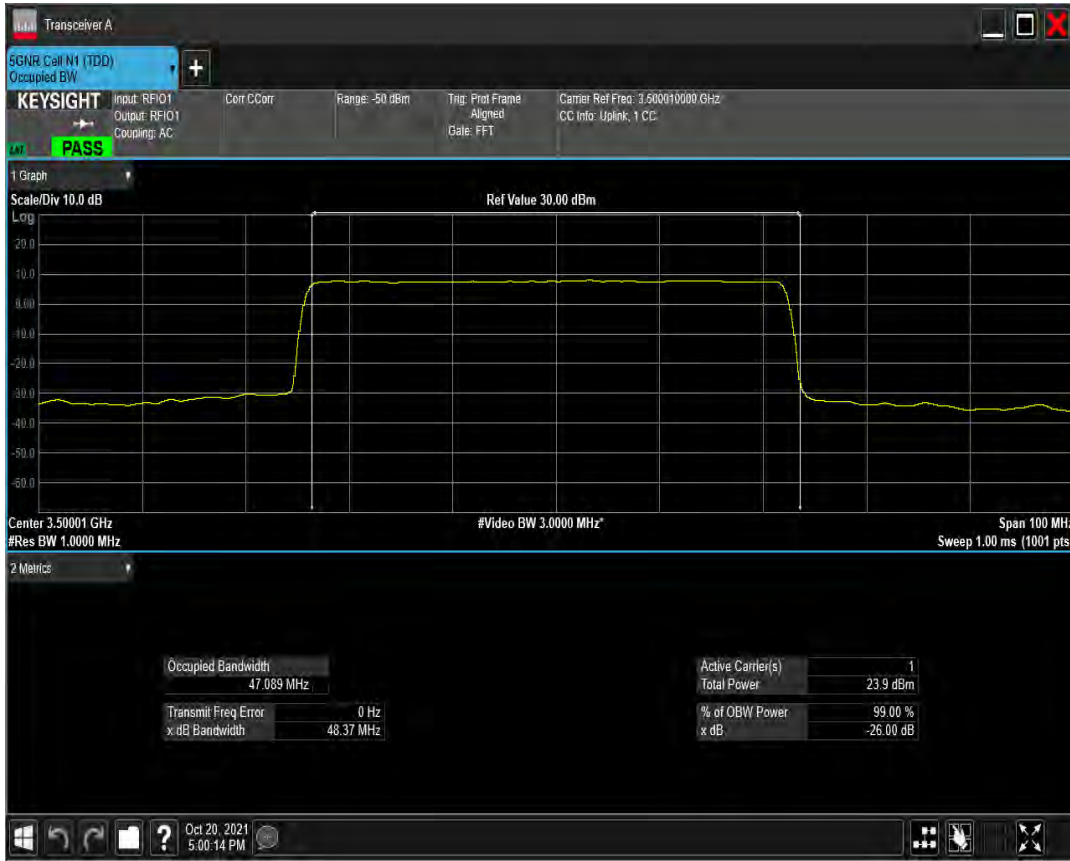 Transceiver A
5GNR Cell N1 (TDD)
Occupied BW
+
KEYSIGHT
Input: RFIO1
Output: RFIO1
Coupling: AC
Corr CCorr
Range: -50 dBm
Trig: Prot Frame
Aligned
Gate: FFT
Carrier Ref Freq: 3.500010000 GHz
CC Info: Uplink, 1 CC
PASS
1 Graph
Scale/Div 10.0 dB
Ref Value 30.00 dBm
Log
20.0
10.0
0.00
-10.0
-20.0
-30.0
-40.0
-50.0
-60.0
Center 3.50001 GHz
#Video BW 3.0000 MHz*
Span 100 MHz
#Res BW 1.0000 MHz
Sweep 1.00 ms (1001 pts
2 Metrics
Occupied Bandwidth
47.089 MHz
Transmit Freq Error 0 Hz
x dB Bandwidth 48.37 MHz
Active Carrier(s) 1
Total Power 23.9 dBm
% of OBW Power 99.00 %
x dB -26.00 dB
?
Oct 20, 2021
5:00:14 PM